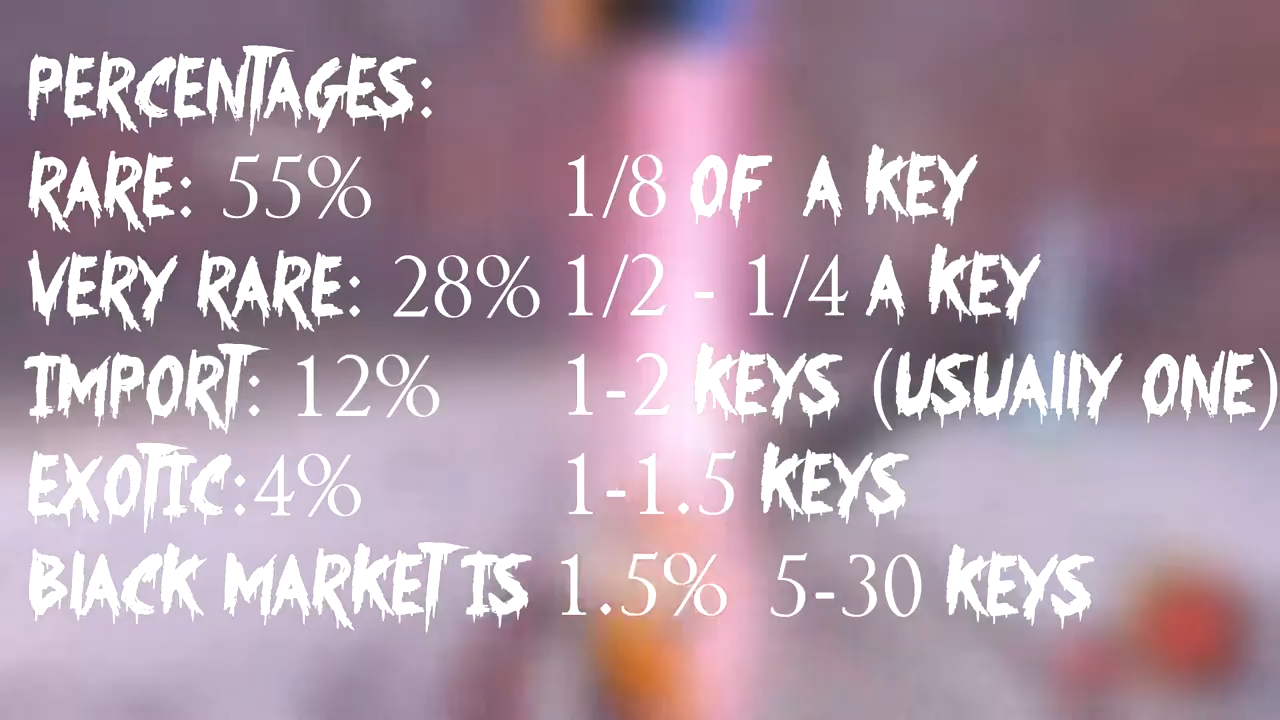 PERCENTAGES:
RARE: 55% 1/8 OF A KEY
VERY RARE: 28% 1/2 - 1/4 A KEY
IMPORT: 12% 1-2 KEYS (USUAllY ONE)
EXOTIC:4% 1-1.5 KEYS
BlACK MARKET IS 1.5% 5-30 KEYS